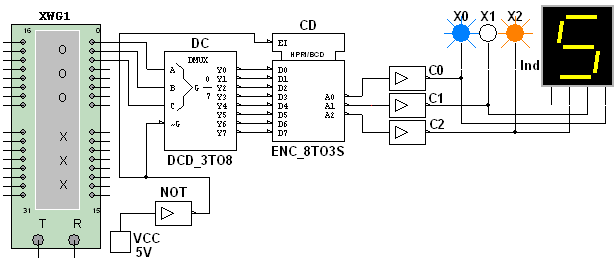 XWG1
16 0
O
O
O
X
X
X
31 15
T R
DC
DMUX
A
B
C
G 0
7
~G
Y0
Y1
Y2
Y3
Y4
Y5
Y6
Y7
DCD_3TO8
CD
EI
HPRI/BCD
D0
D1
D2
D3
D4
D5
D6
D7
A0
A1
A2
ENC_8TO3S
NOT
VCC
5V
C0
C1
C2
X0 X1 X2
Ind
5